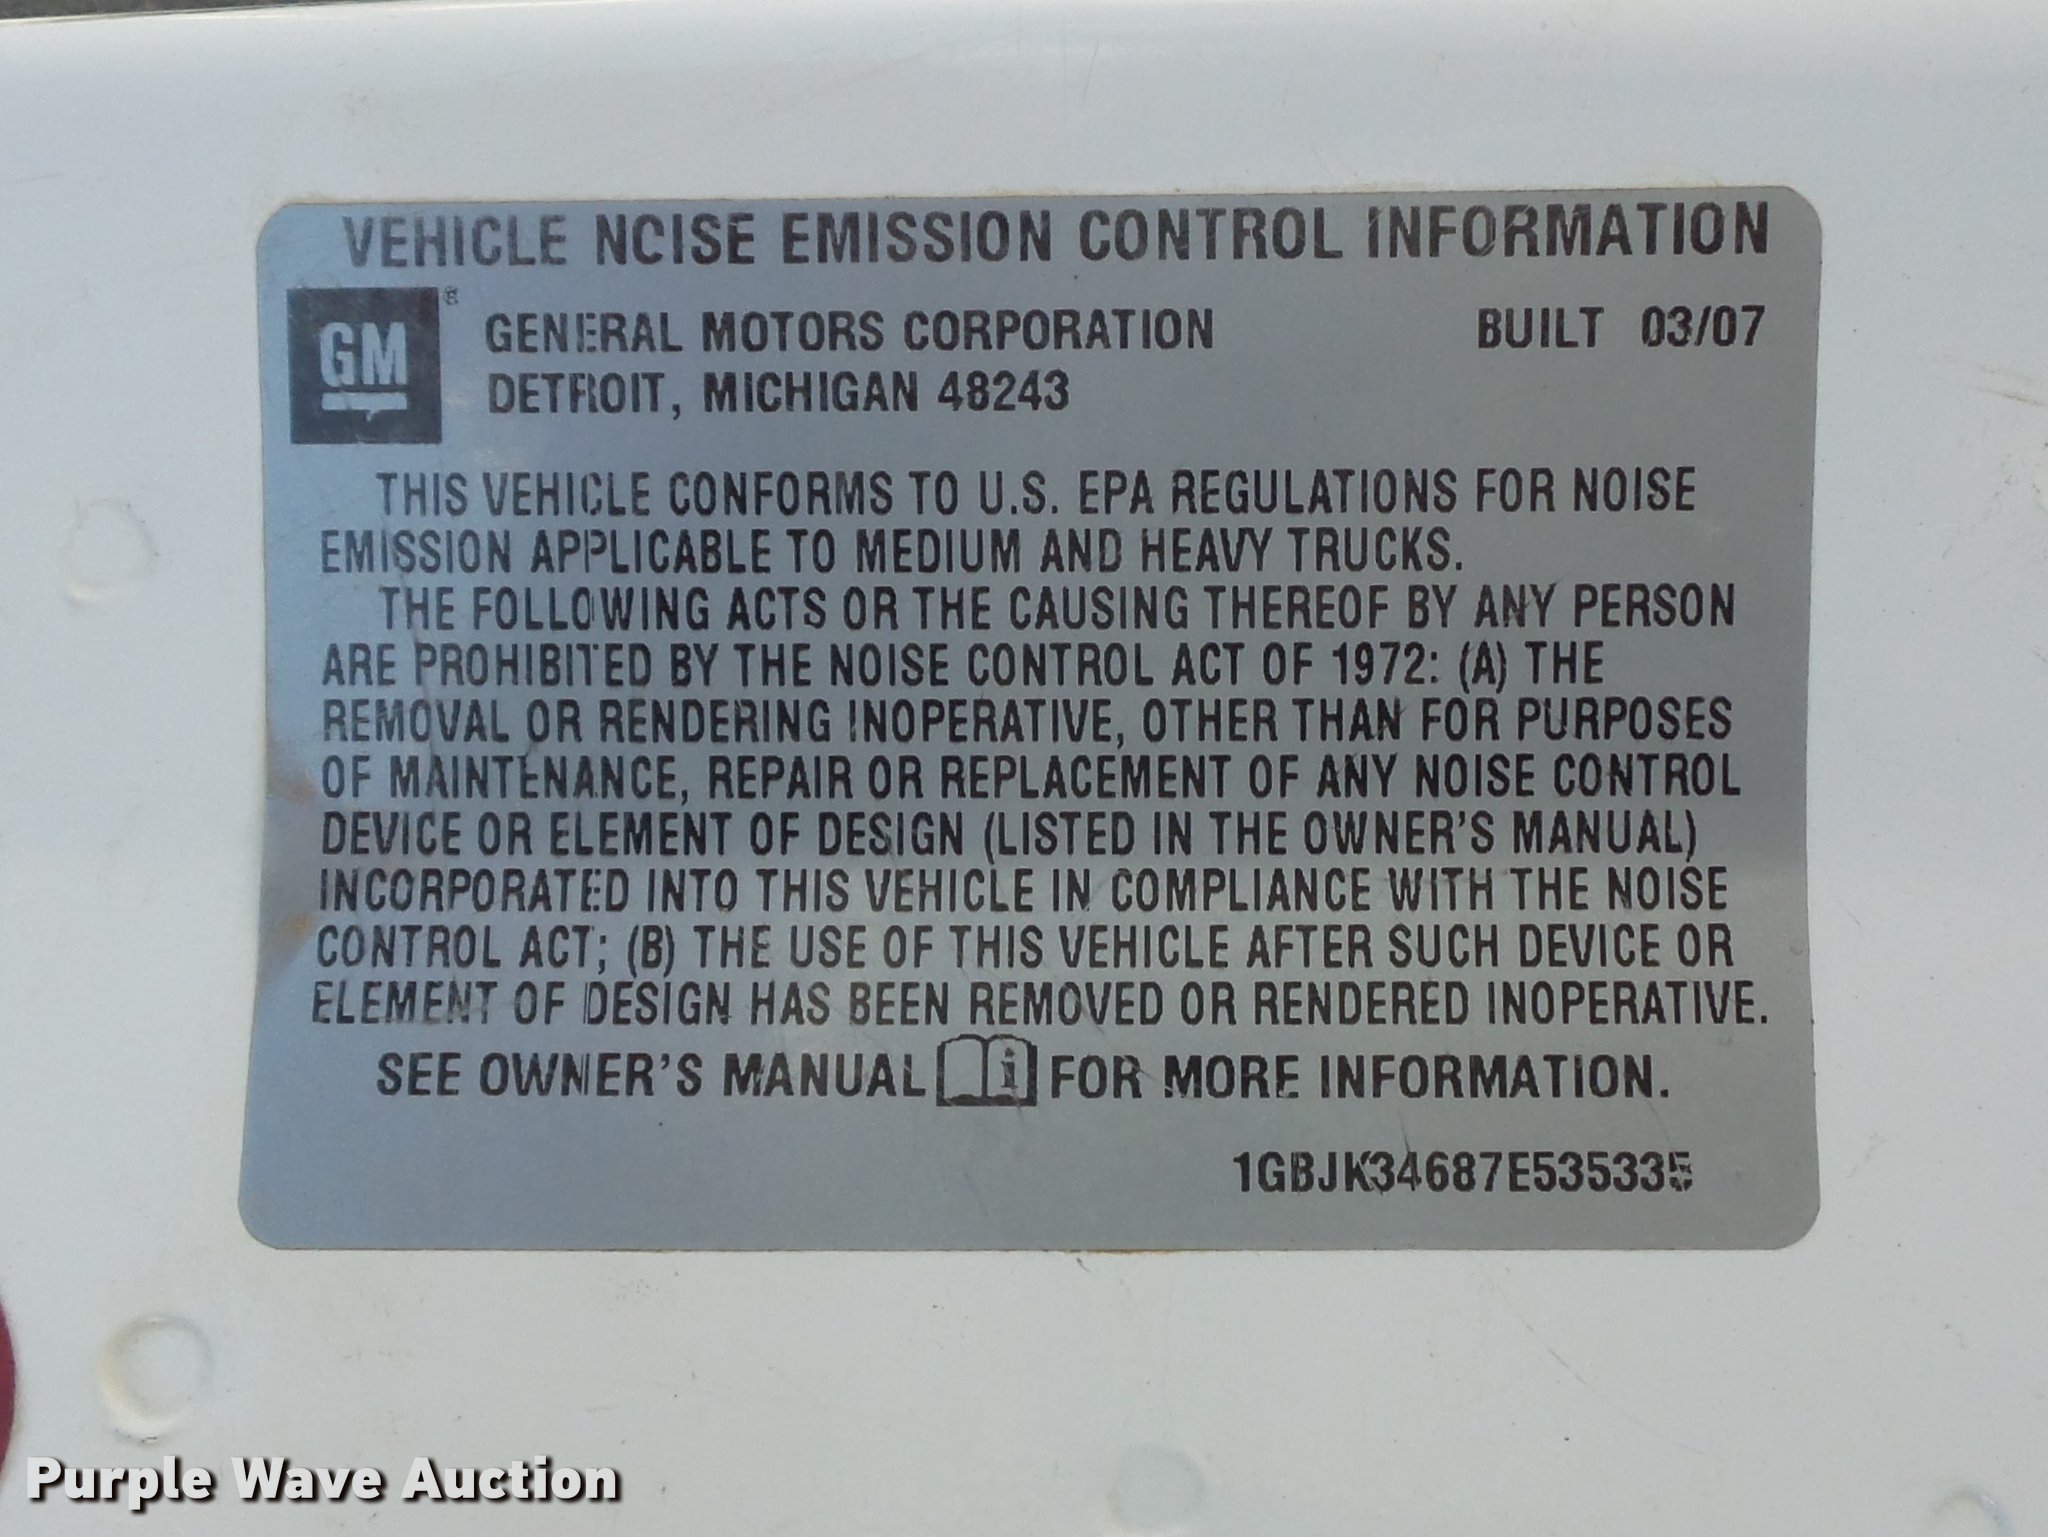 VEHICLE NOISE EMISSION CONTROL INFORMATION
GM ® GENERAL MOTORS CORPORATION BUILT 03/07
DETROIT, MICHIGAN 48243
THIS VEHICLE CONFORMS TO U.S. EPA REGULATIONS FOR NOISE
EMISSION APPLICABLE TO MEDIUM AND HEAVY TRUCKS.
THE FOLLOWING ACTS OR THE CAUSING THEREOF BY ANY PERSON
ARE PROHIBITED BY THE NOISE CONTROL ACT OF 1972: (A) THE
REMOVAL OR RENDERING INOPERATIVE, OTHER THAN FOR PURPOSES
OF MAINTENANCE, REPAIR OR REPLACEMENT OF ANY NOISE CONTROL
DEVICE OR ELEMENT OF DESIGN (LISTED IN THE OWNER'S MANUAL)
INCORPORATED INTO THIS VEHICLE IN COMPLIANCE WITH THE NOISE
CONTROL ACT; (B) THE USE OF THIS VEHICLE AFTER SUCH DEVICE OR
ELEMENT OF DESIGN HAS BEEN REMOVED OR RENDERED INOPERATIVE.
SEE OWNER'S MANUAL i FOR MORE INFORMATION.
1GBJK34687E535335
Purple Wave Auction